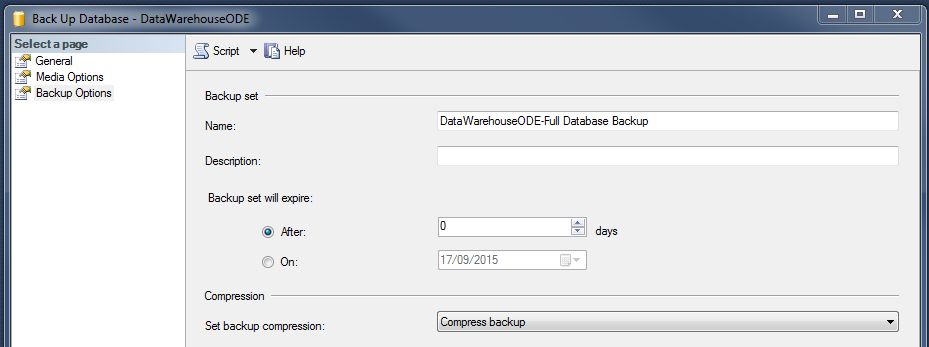 Back Up Database - DataWarehouseODE
Select a page
General
Media Options
Backup Options
Script
Help
Backup set
Name:
DataWarehouseODE-Full Database Backup
Description:
Backup set will expire:
After:
0
days
On:
17/09/2015
Compression
Set backup compression:
Compress backup